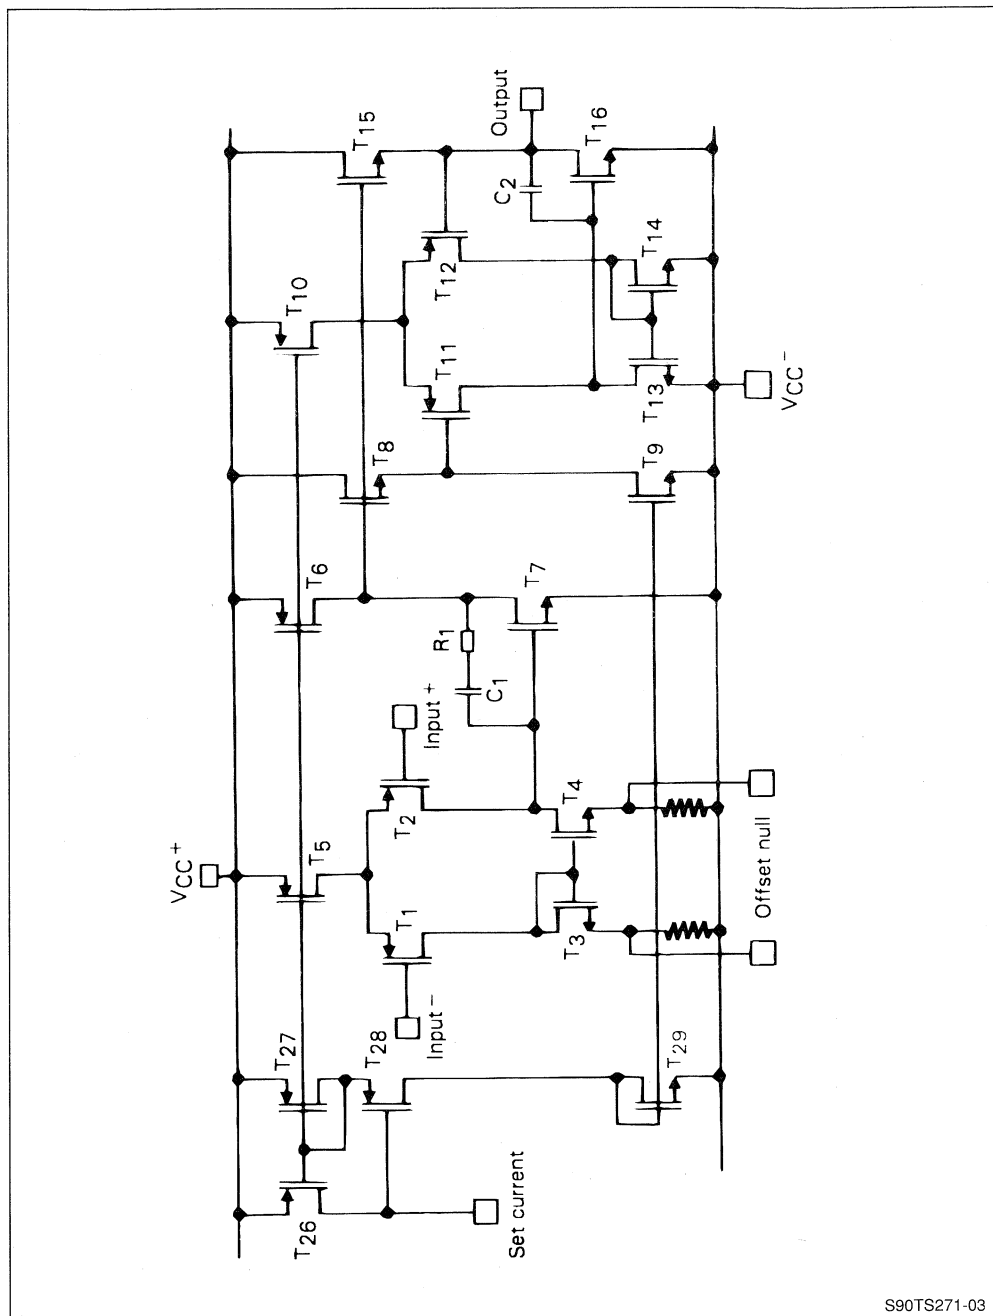 VCC+
T26
T27
T28
T29
Set current
Input-
T1
T5
T2
Input+
T3
T4
Offset null
C1
R1
T6
T7
T8
T9
T10
T11
T12
T13
T14
VCC-
T15
C2
Output
T16
S90TS271-03